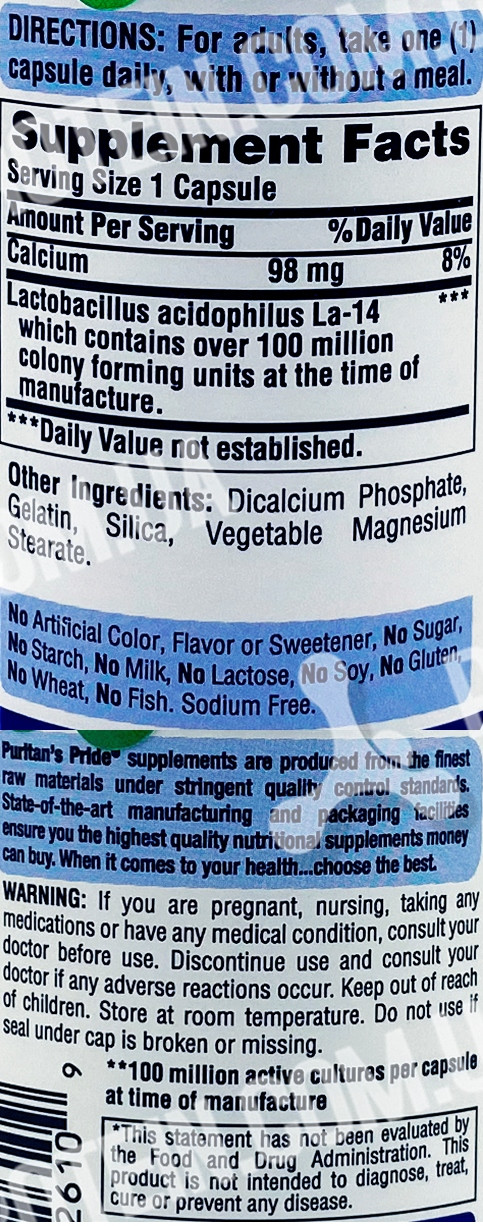 DIRECTIONS: For adults, take one (1)
capsule daily, with or without a meal.
Supplement Facts
Serving Size 1 Capsule
Amount Per Serving %Daily Value
Calcium 98 mg 8%
Lactobacillus acidophilus La-14 ***
which contains over 100 million
colony forming units at the time of
manufacture.
***Daily Value not established.
Other Ingredients: Dicalcium Phosphate,
Gelatin, Silica, Vegetable Magnesium
Stearate.
No Artificial Color, Flavor or Sweetener, No Sugar,
No Starch, No Milk, No Lactose, No Soy, No Gluten,
No Wheat, No Fish. Sodium Free.
Puritan's Pride® supplements are produced from the finest
raw materials under stringent quality control standards.
State-of-the-art manufacturing and packaging facilities
ensure you the highest quality nutritional supplements money
can buy. When it comes to your health...choose the best.
WARNING: If you are pregnant, nursing, taking any
medications or have any medical condition, consult your
doctor before use. Discontinue use and consult your
doctor if any adverse reactions occur. Keep out of reach
of children. Store at room temperature. Do not use if
seal under cap is broken or missing.
**100 million active cultures per capsule
at time of manufacture
*This statement has not been evaluated by
the Food and Drug Administration. This
product is not intended to diagnose, treat,
cure or prevent any disease.
2610 9